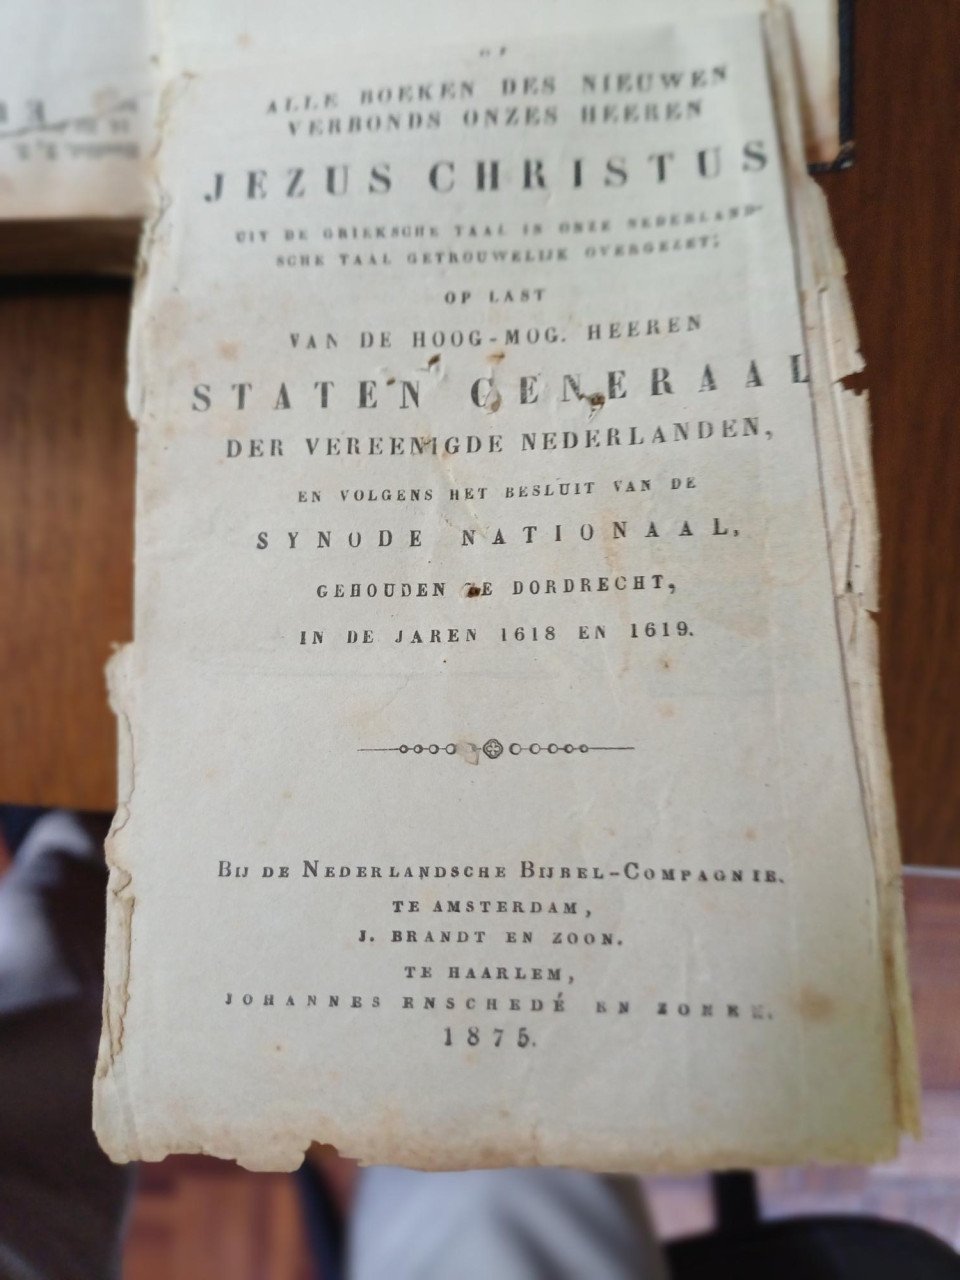 OF
ALLE BOEKEN DES NIEUWEN
VERBONDS ONZES HEEREN
JEZUS CHRISTUS
UIT DE GRIEKSCHE TAAL IN ONZE NEDERLAND-
SCHE TAAL GETROUWELIJK OVERGEZET;
OP LAST
VAN DE HOOG-MOG. HEEREN
STATEN GENERAAL
DER VEREENIGDE NEDERLANDEN,
EN VOLGENS HET BESLUIT VAN DE
SYNODE NATIONAAL,
GEHOUDEN TE DORDRECHT,
IN DE JAREN 1618 EN 1619.
BIJ DE NEDERLANDSCHE BIJBEL-COMPAGNIE.
TE AMSTERDAM,
J. BRANDT EN ZOON.
TE HAARLEM,
JOHANNES ENSCHEDÉ EN ZONEN.
1875.